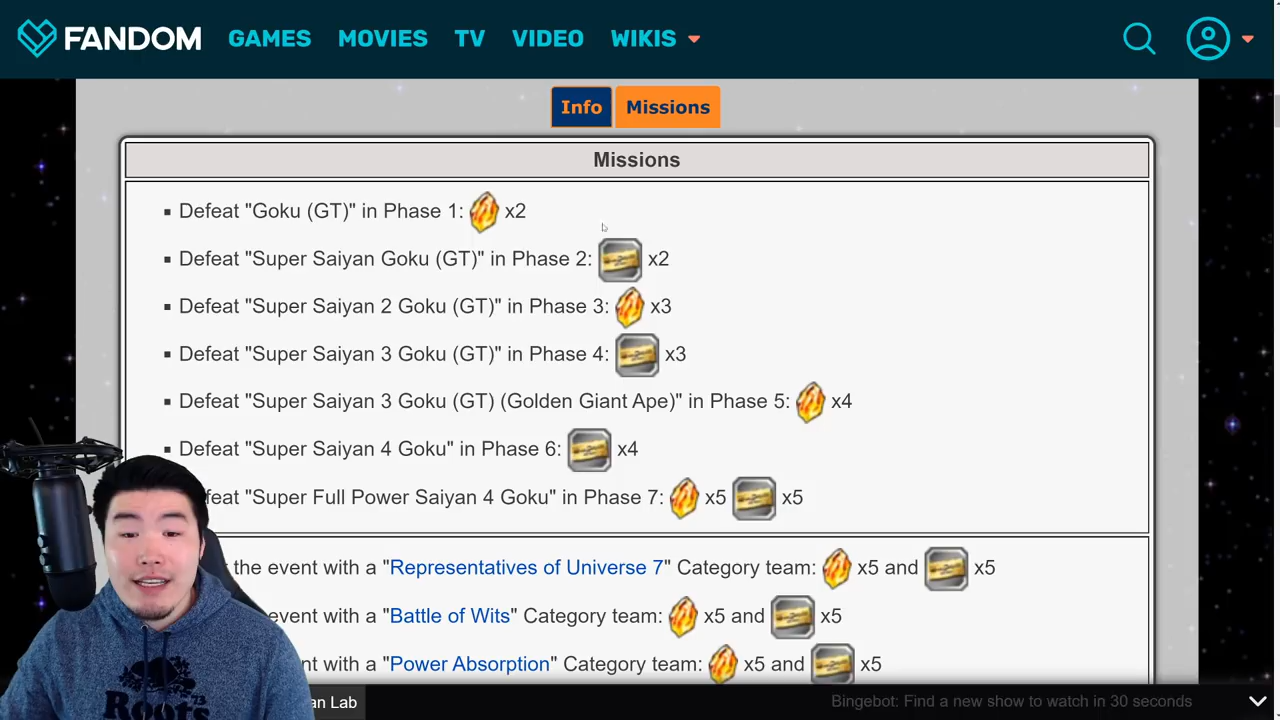 FANDOM GAMES MOVIES TV VIDEO WIKIS
Info Missions
Missions
Defeat "Goku (GT)" in Phase 1: x2
Defeat "Super Saiyan Goku (GT)" in Phase 2: x2
Defeat "Super Saiyan 2 Goku (GT)" in Phase 3: x3
Defeat "Super Saiyan 3 Goku (GT)" in Phase 4: x3
Defeat "Super Saiyan 3 Goku (GT) (Golden Giant Ape)" in Phase 5: x4
Defeat "Super Saiyan 4 Goku" in Phase 6: x4
feat "Super Full Power Saiyan 4 Goku" in Phase 7: x5 x5
the event with a "Representatives of Universe 7" Category team: x5 and x5
event with a "Battle of Wits" Category team: x5 and x5
nt with a "Power Absorption" Category team: x5 and x5
an Lab Bingebot: Find a new show to watch in 30 seconds
Roots